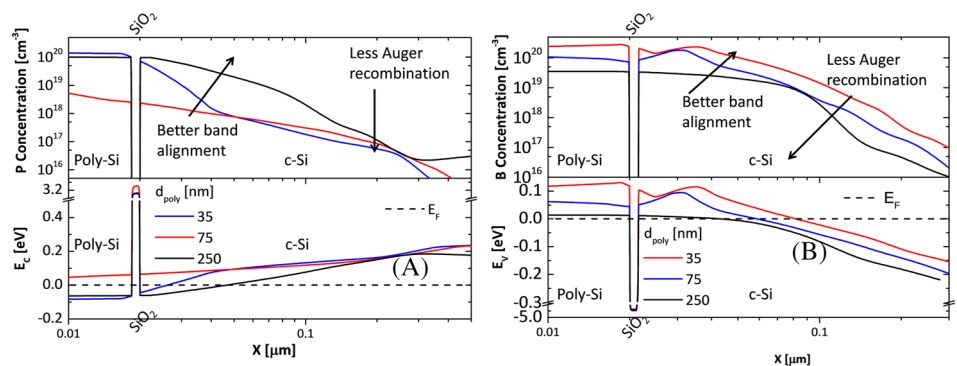 SiO2
P Concentration [cm-3]
10^20
10^19
10^18
10^17
10^16
Less Auger
recombination
Better band
alignment
Poly-Si
c-Si
EC [eV]
3.2
0.4
0.2
0.0
-0.2
dpoly [nm]
35
75
250
EF
Poly-Si
c-Si
(A)
SiO2
0.01
0.1
X [μm]
SiO2
B Concentration [cm-3]
10^20
10^19
10^18
10^17
10^16
Less Auger
recombination
Better band
alignment
Poly-Si
c-Si
EV [eV]
0.1
0.0
-0.1
-0.2
-0.3
-5.0
EF
dpoly [nm]
35
75
250
(B)
Poly-Si
c-Si
SiO2
0.01
0.1
X [μm]